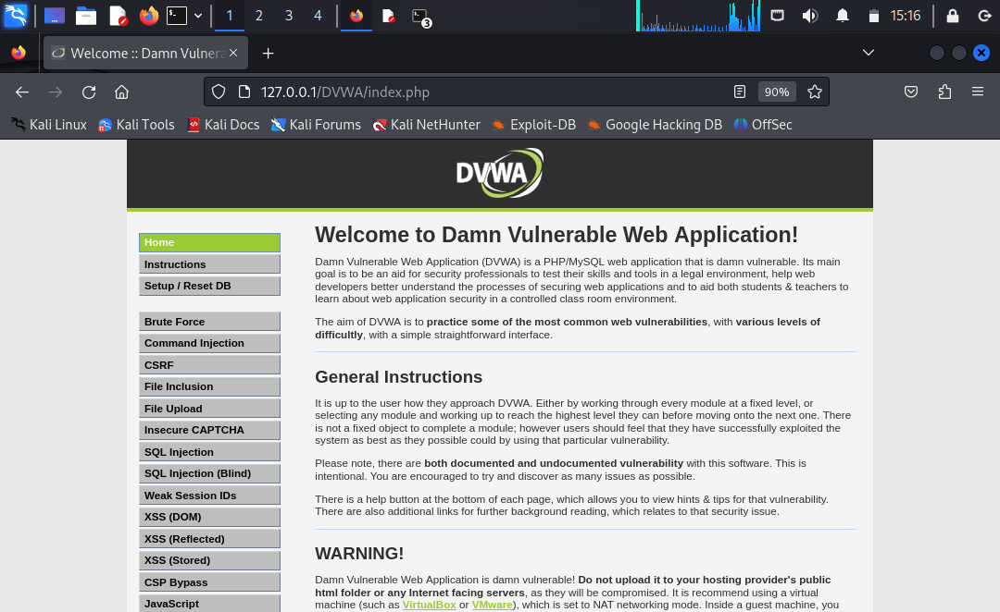 1 2 3 4 3 15:16
Welcome :: Damn Vulnera
127.0.0.1/DVWA/index.php 90%
Kali Linux Kali Tools Kali Docs Kali Forums Kali NetHunter Exploit-DB Google Hacking DB OffSec
DVWA
Home
Instructions
Setup / Reset DB
Brute Force
Command Injection
CSRF
File Inclusion
File Upload
Insecure CAPTCHA
SQL Injection
SQL Injection (Blind)
Weak Session IDs
XSS (DOM)
XSS (Reflected)
XSS (Stored)
CSP Bypass
JavaScript
Welcome to Damn Vulnerable Web Application!
Damn Vulnerable Web Application (DVWA) is a PHP/MySQL web application that is damn vulnerable. Its main
goal is to be an aid for security professionals to test their skills and tools in a legal environment, help web
developers better understand the processes of securing web applications and to aid both students & teachers to
learn about web application security in a controlled class room environment.
The aim of DVWA is to practice some of the most common web vulnerabilities, with various levels of
difficultly, with a simple straightforward interface.
General Instructions
It is up to the user how they approach DVWA. Either by working through every module at a fixed level, or
selecting any module and working up to reach the highest level they can before moving onto the next one. There
is not a fixed object to complete a module; however users should feel that they have successfully exploited the
system as best as they possible could by using that particular vulnerability.
Please note, there are both documented and undocumented vulnerability with this software. This is
intentional. You are encouraged to try and discover as many issues as possible.
There is a help button at the bottom of each page, which allows you to view hints & tips for that vulnerability.
There are also additional links for further background reading, which relates to that security issue.
WARNING!
Damn Vulnerable Web Application is damn vulnerable! Do not upload it to your hosting provider's public
html folder or any Internet facing servers, as they will be compromised. It is recommend using a virtual
machine (such as VirtualBox or VMware), which is set to NAT networking mode. Inside a guest machine, you